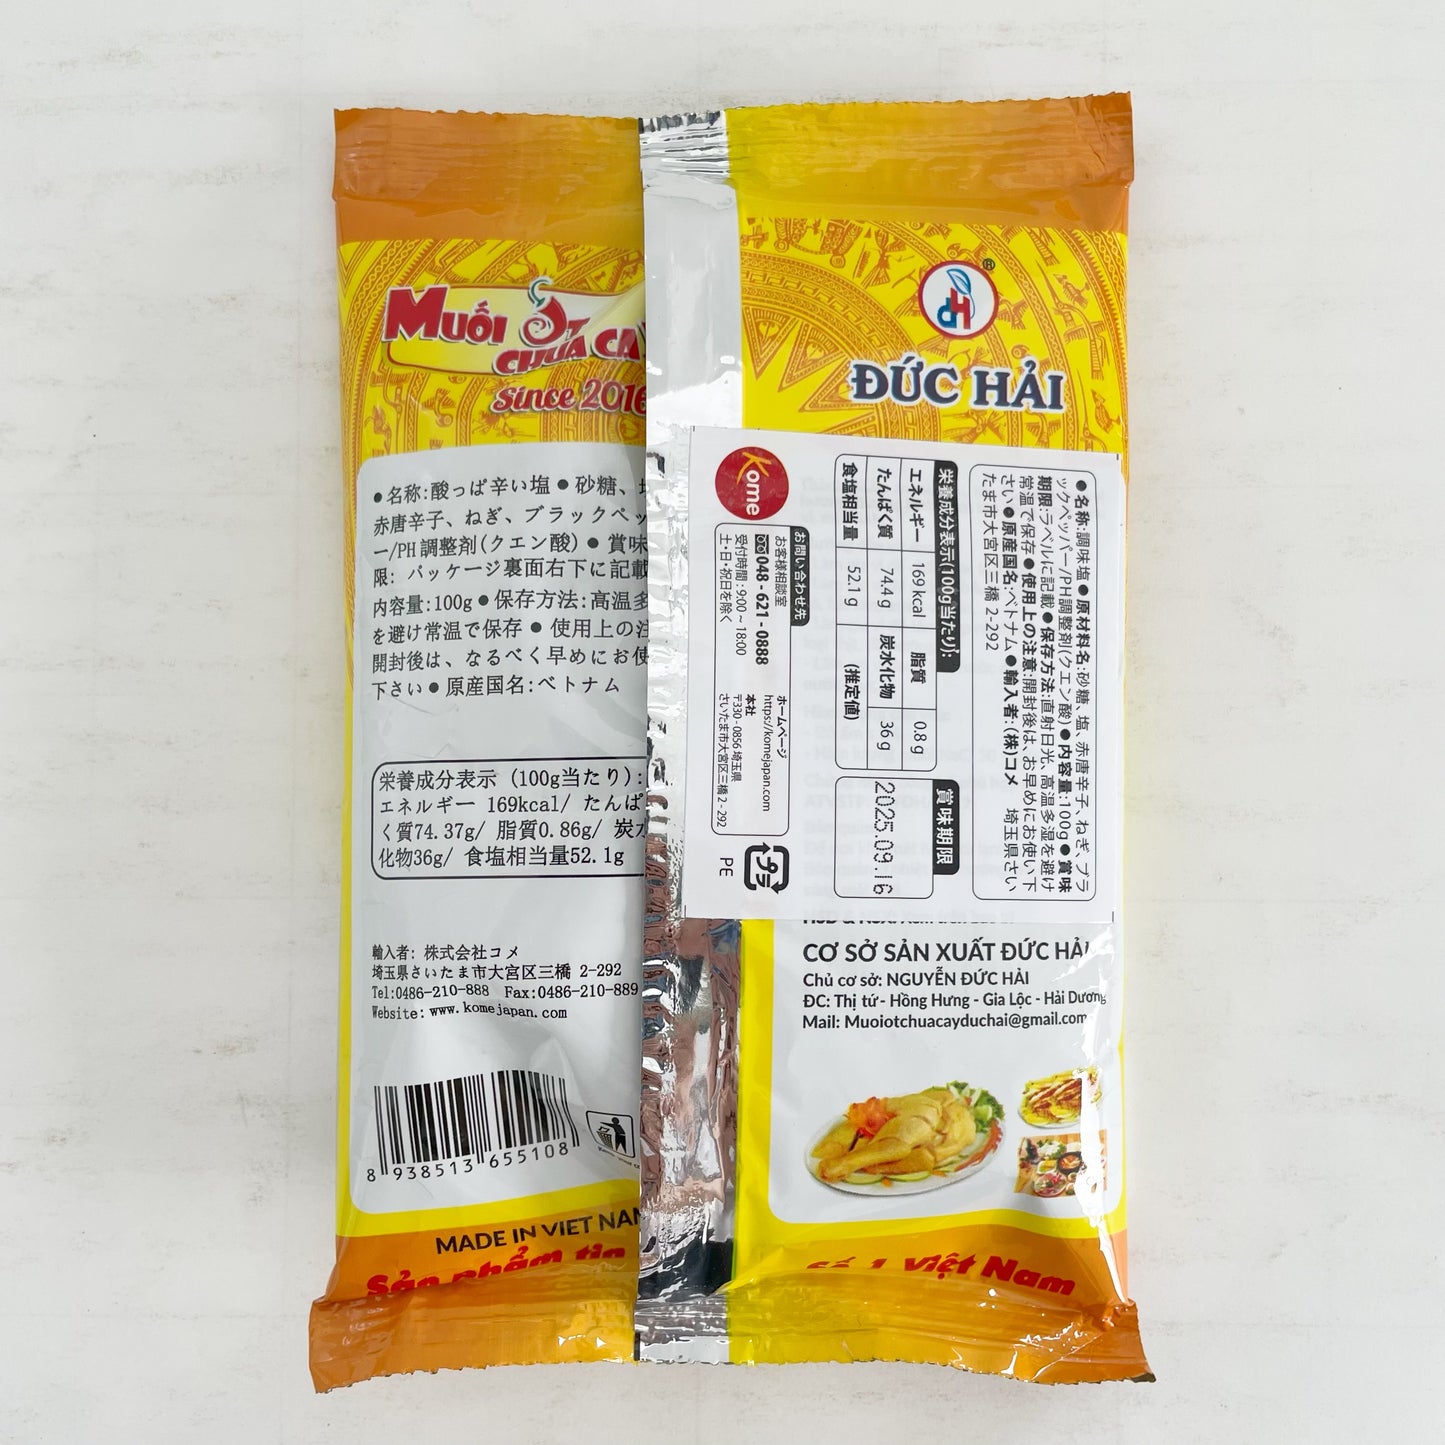 MUỐI ỚT
CHUA CA
Since 2016
HD
®
ĐỨC HẢI
●名称:酸っぱ辛い塩●砂糖、
赤唐辛子、ねぎ、ブラックペッ
ー/PH調整剤(クエン酸)●賞味
限: パッケージ裏面右下に記載
内容量:100g●保存方法:高温多
を避け常温で保存●使用上の注
開封後は、なるべく早めにお使
下さい●原産国名:ベトナム
栄養成分表示 (100g当たり):
エネルギー 169kcal/ たんぱ
く質74.37g/ 脂質0.86g/ 炭水
化物36g/ 食塩相当量52.1g
輸入者: 株式会社コメ
埼玉県さいたま市大宮区三橋 2-292
Tel:0486-210-888 Fax:0486-210-889
Website: www.komejapan.com
8 938513 655108
MADE IN VIET NAM
Sản phẩm tin
●名称:調味塩●原材料名:砂糖、塩、赤唐辛子、ねぎ、ブラ
ックペッパー/PH調整剤(クエン酸)●内容量:100g●賞味
期限:ラベルに記載●保存方法:直射日光、高温多湿を避け
常温で保存●使用上の注意:開封後は、お早めにお使い下
さい●原産国名:ベトナム●輸入者:(株)コメ 埼玉県さい
たま市大宮区三橋 2-292
栄養成分表示(100g当たり):
エネルギー 169 kcal 脂質 0.8 g
たんぱく質 74.4 g 炭水化物 36 g
食塩相当量 52.1 g (推定値)
賞味期限
2025.09.16
Kome
お問い合わせ先
お客様相談室
048 - 621 - 0888
受付時間 : 9:00 ~ 18:00
土・日・祝日を除く
ホームページ
https://komejapan.com
本社
〒330 - 0856 埼玉県
さいたま市大宮区三橋 2 - 292
プラ
PE
CƠ SỞ SẢN XUẤT ĐỨC HẢI
Chủ cơ sở: NGUYỄN ĐỨC HẢI
ĐC: Thị tứ - Hồng Hưng - Gia Lộc - Hải Dương
Mail: Muoiotchuacayduchai@gmail.com
Số 1 Việt Nam